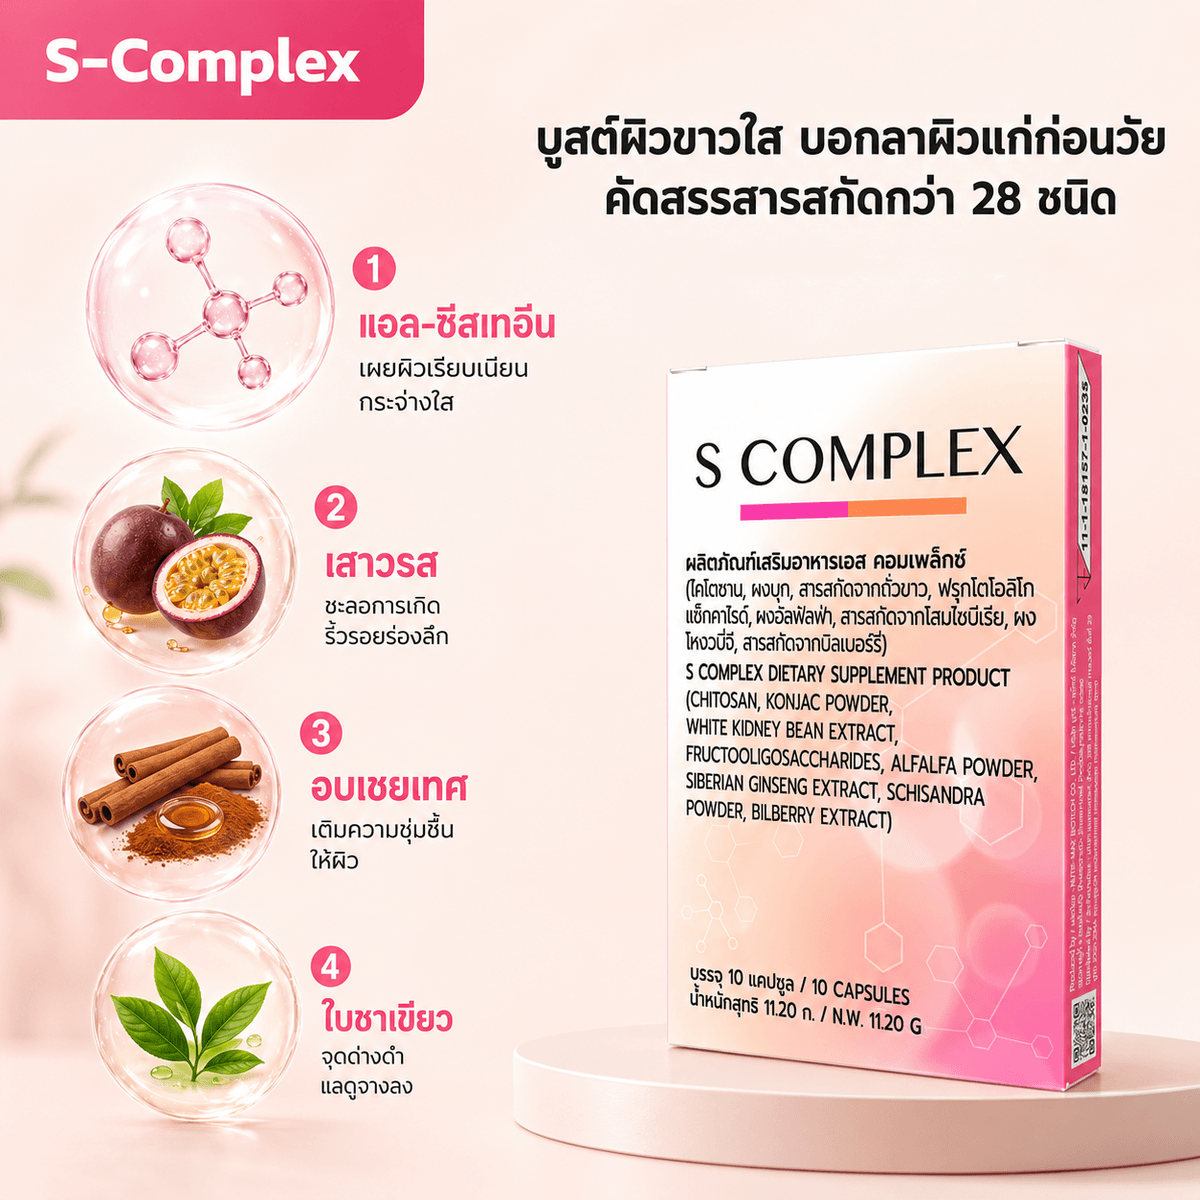 S-Complex
บูสต์ผิวขาวใส บอกลาผิวแก่ก่อนวัย
คัดสรรสารสกัดกว่า 28 ชนิด
1
แอล-ซีสเทอีน
เผยผิวเรียบเนียน
กระจ่างใส
2
เสาวรส
ชะลอการเกิด
ริ้วรอยร่องลึก
3
อบเชยเทศ
เติมความชุ่มชื้น
ให้ผิว
4
ใบชาเขียว
จุดด่างดำ
แลดูจางลง
S COMPLEX
ผลิตภัณฑ์เสริมอาหารเอส คอมเพล็กซ์
(ไคโตซาน, ผงบุก, สารสกัดจากถั่วขาว, ฟรุกโตโอลิโก
แซ็กคาไรด์, ผงอัลฟัลฟ่า, สารสกัดจากโสมไซบีเรีย, ผง
โหงวบี่จี, สารสกัดจากบิลเบอร์รี่)
S COMPLEX DIETARY SUPPLEMENT PRODUCT
(CHITOSAN, KONJAC POWDER,
WHITE KIDNEY BEAN EXTRACT,
FRUCTOOLIGOSACCHARIDES, ALFALFA POWDER,
SIBERIAN GINSENG EXTRACT, SCHISANDRA
POWDER, BILBERRY EXTRACT)
บรรจุ 10 แคปซูล / 10 CAPSULES
น้ำหนักสุทธิ 11.20 ก. / N.W. 11.20 G
11-1-18157-1-0235